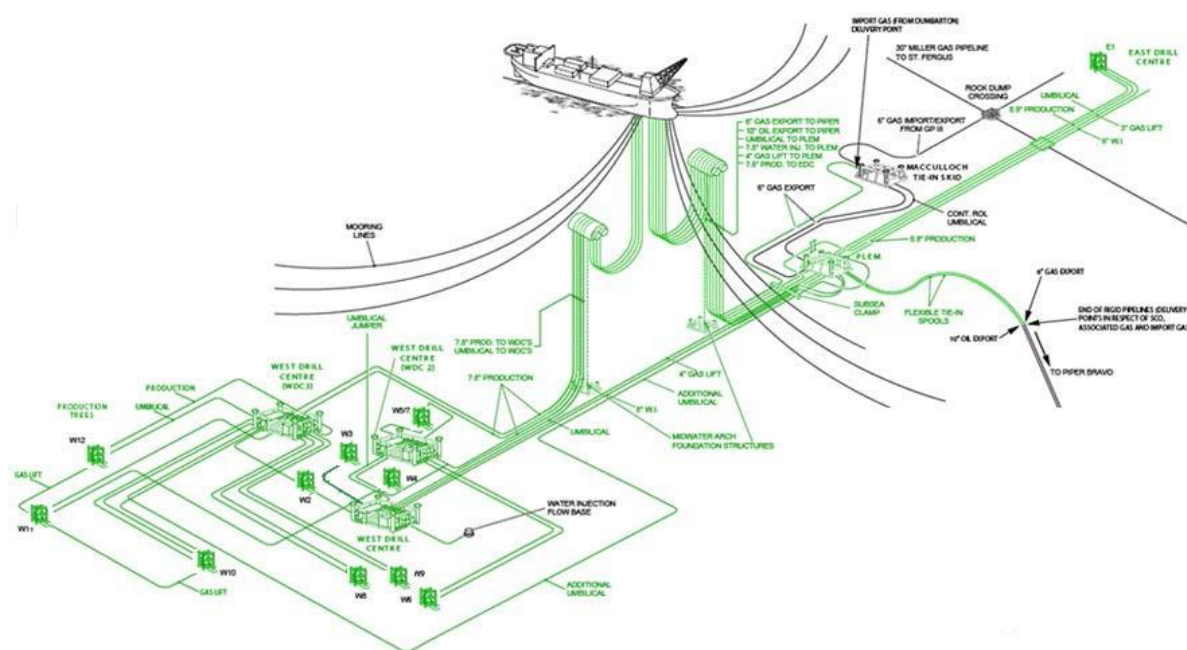 IMPORT GAS (FROM DUMBARTON)
DELIVERY POINT
30" MILLER GAS PIPELINE
TO ST. FERGUS
E1
EAST DRILL
CENTRE
ROCK DUMP
CROSSING
UMBILICAL
8.9" PRODUCTION
6" GAS IMPORT/EXPORT
FROM GP III
3" GAS LIFT
6" W.I.
6" GAS EXPORT TO PIPER
10" OIL EXPORT TO PIPER
UMBILICAL TO PLEM
7.8" WATER INJ. TO PLEM
4" GAS LIFT TO PLEM
7.8" PROD. TO EDC
MACCULLOCH
TIE-IN SKID
6" GAS EXPORT
CONT. ROL
UMBILICAL
MOORING
LINES
8.9" PRODUCTION
PLEM
6" GAS EXPORT
SUBSEA
CLAMP
FLEXIBLE TIE-IN
SPOOLS
END OF RIGID PIPELINES (DELIVERY
POINTS IN RESPECT OF SCO,
ASSOCIATED GAS AND IMPORT GAS
10" OIL EXPORT
TO PIPER BRAVO
UMBILICAL
JUMPER
7.8" PROD. TO WDC'S
UMBILICAL TO WDC'S
WEST DRILL
CENTRE
(WDC 2)
WEST DRILL
CENTRE
(WDC3)
7.8" PRODUCTION
4" GAS LIFT
ADDITIONAL
UMBILICAL
8" W.I.
UMBILICAL
MIDWATER ARCH
FOUNDATION STRUCTURES
PRODUCTION
UMBILICAL
PRODUCTION
TREES
W12
W3
W5/7
W4
W2
GAS LIFT
W11
WATER INJECTION
FLOW BASE
WEST DRILL
CENTRE
W10
W8
W9
W6
GAS LIFT
ADDITIONAL
UMBILICAL